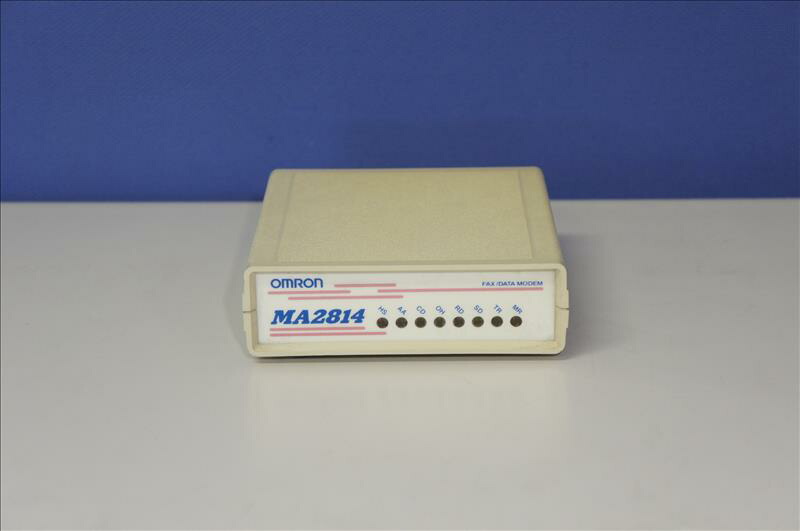 OMRON
FAX/DATA MODEM
MA2814
HS AA CD OH RD SD TR MR